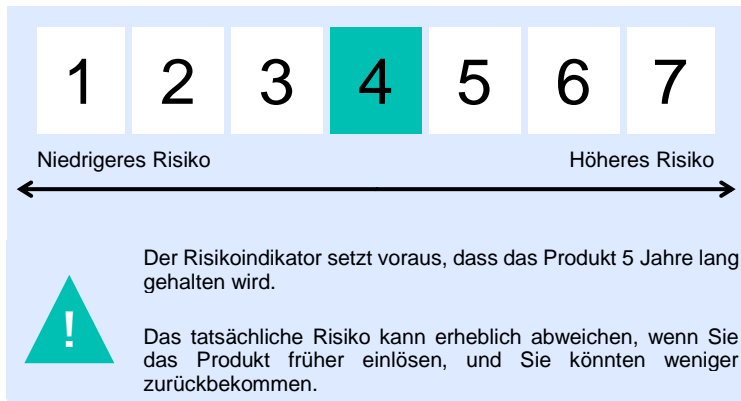 1 2 3 4 5 6 7
Niedrigeres Risiko Höheres Risiko
Der Risikoindikator setzt voraus, dass das Produkt 5 Jahre lang
gehalten wird.
!
Das tatsächliche Risiko kann erheblich abweichen, wenn Sie
das Produkt früher einlösen, und Sie könnten weniger
zurückbekommen.